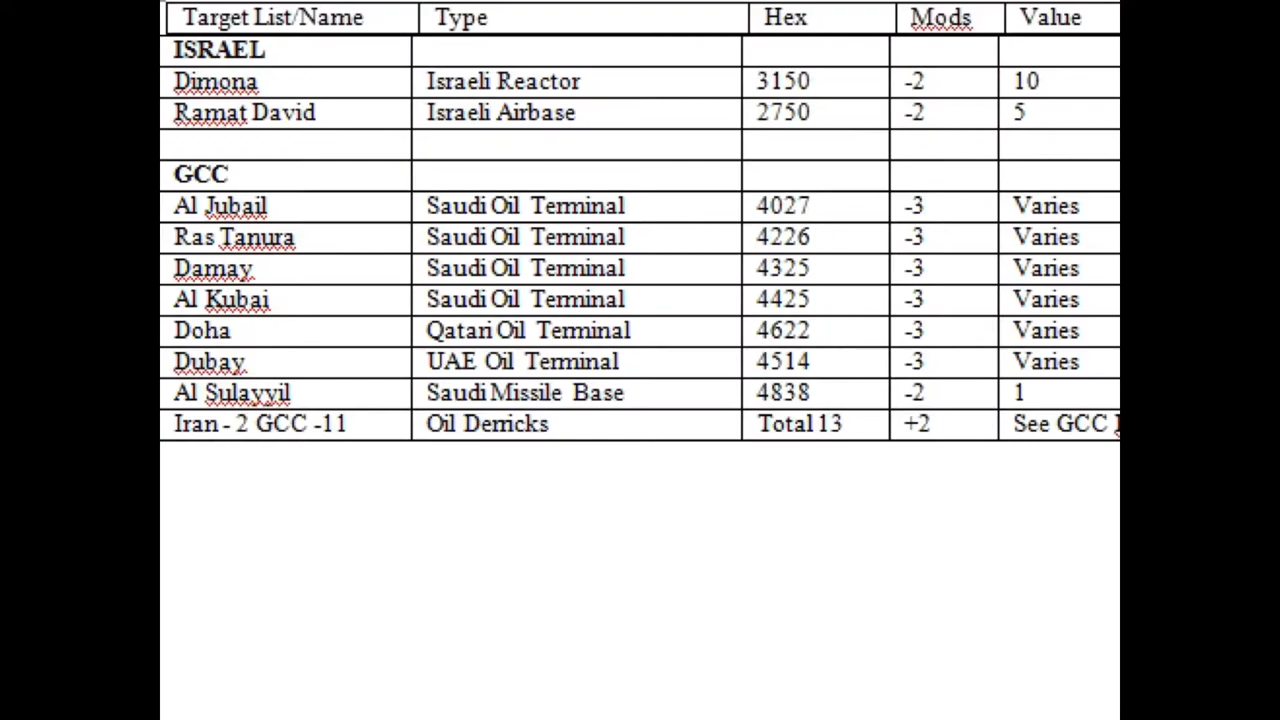 Target List/Name Type Hex Mods Value
ISRAEL
Dimona Israeli Reactor 3150 -2 10
Ramat David Israeli Airbase 2750 -2 5
GCC
Al Jubail Saudi Oil Terminal 4027 -3 Varies
Ras Tanura Saudi Oil Terminal 4226 -3 Varies
Damay Saudi Oil Terminal 4325 -3 Varies
Al Kubai Saudi Oil Terminal 4425 -3 Varies
Doha Qatari Oil Terminal 4622 -3 Varies
Dubay UAE Oil Terminal 4514 -3 Varies
Al Sulayyil Saudi Missile Base 4838 -2 1
Iran - 2 GCC -11 Oil Derricks Total 13 +2 See GCC